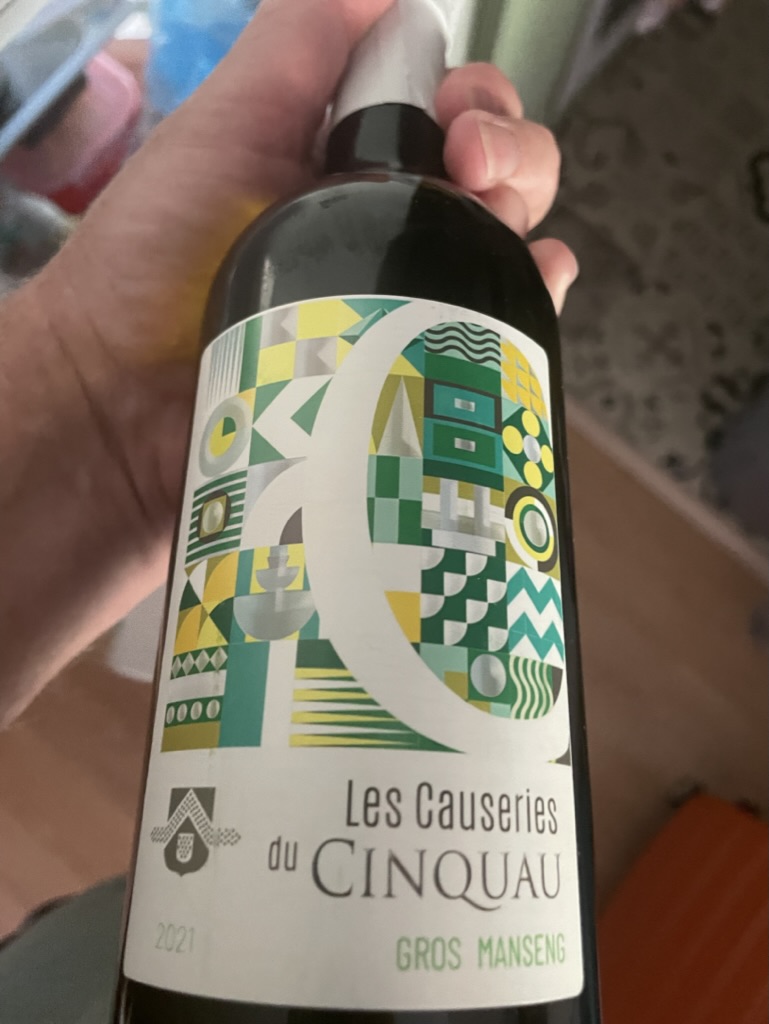 Les Causeries
du CINQUAU
2021
GROS MANSENG